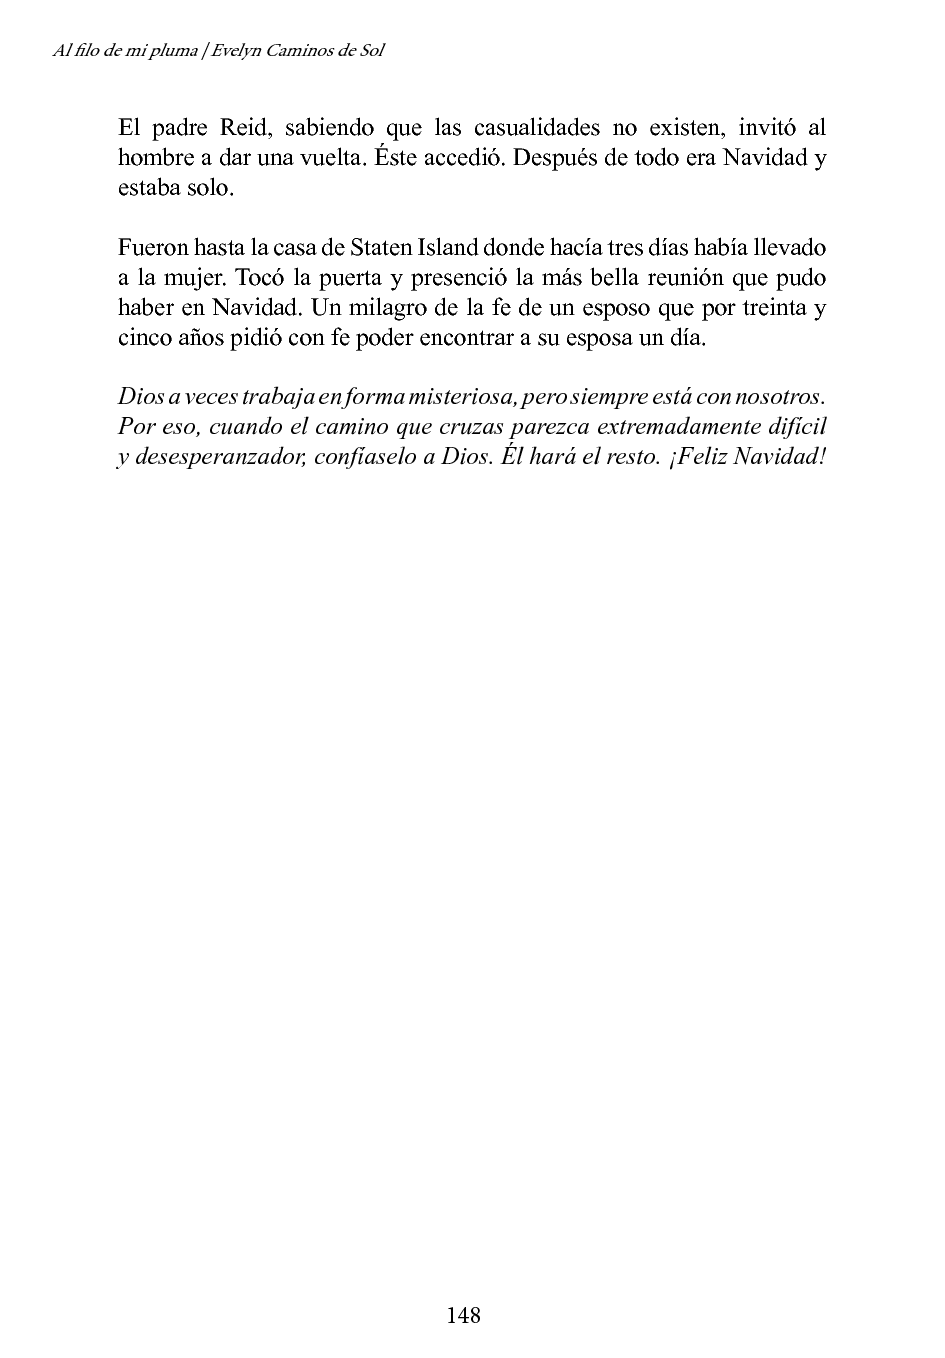 Al filo de mi pluma / Evelyn Caminos de Sol
El padre Reid, sabiendo que las casualidades no existen, invitó al
hombre a dar una vuelta. Éste accedió. Después de todo era Navidad y
estaba solo.
Fueron hasta la casa de Staten Island donde hacía tres días había llevado
a la mujer. Tocó la puerta y presenció la más bella reunión que pudo
haber en Navidad. Un milagro de la fe de un esposo que por treinta y
cinco años pidió con fe poder encontrar a su esposa un día.
Dios a veces trabaja en forma misteriosa, pero siempre está con nosotros.
Por eso, cuando el camino que cruzas parezca extremadamente difícil
y desesperanzador, confíaselo a Dios. Él hará el resto. ¡Feliz Navidad!
148